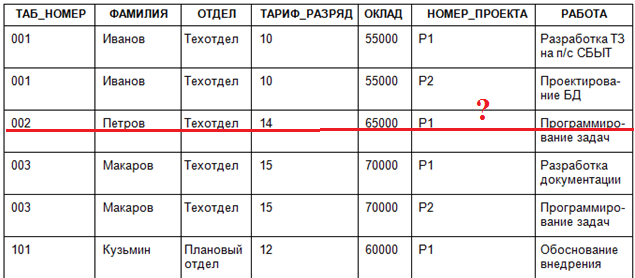 ТАБ_НОМЕР ФАМИЛИЯ ОТДЕЛ ТАРИФ_РАЗРЯД ОКЛАД НОМЕР_ПРОЕКТА РАБОТА
001 Иванов Техотдел 10 55000 P1 Разработка ТЗ
на п/с СБЫТ
001 Иванов Техотдел 10 55000 P2 Проектирова-
ние БД
?
002 Петров Техотдел 14 65000 P1 Программиро-
вание задач
003 Макаров Техотдел 15 70000 P1 Разработка
документации
003 Макаров Техотдел 15 70000 P2 Программиро-
вание задач
101 Кузьмин Плановый 12 60000 P1 Обоснование
отдел внедрения